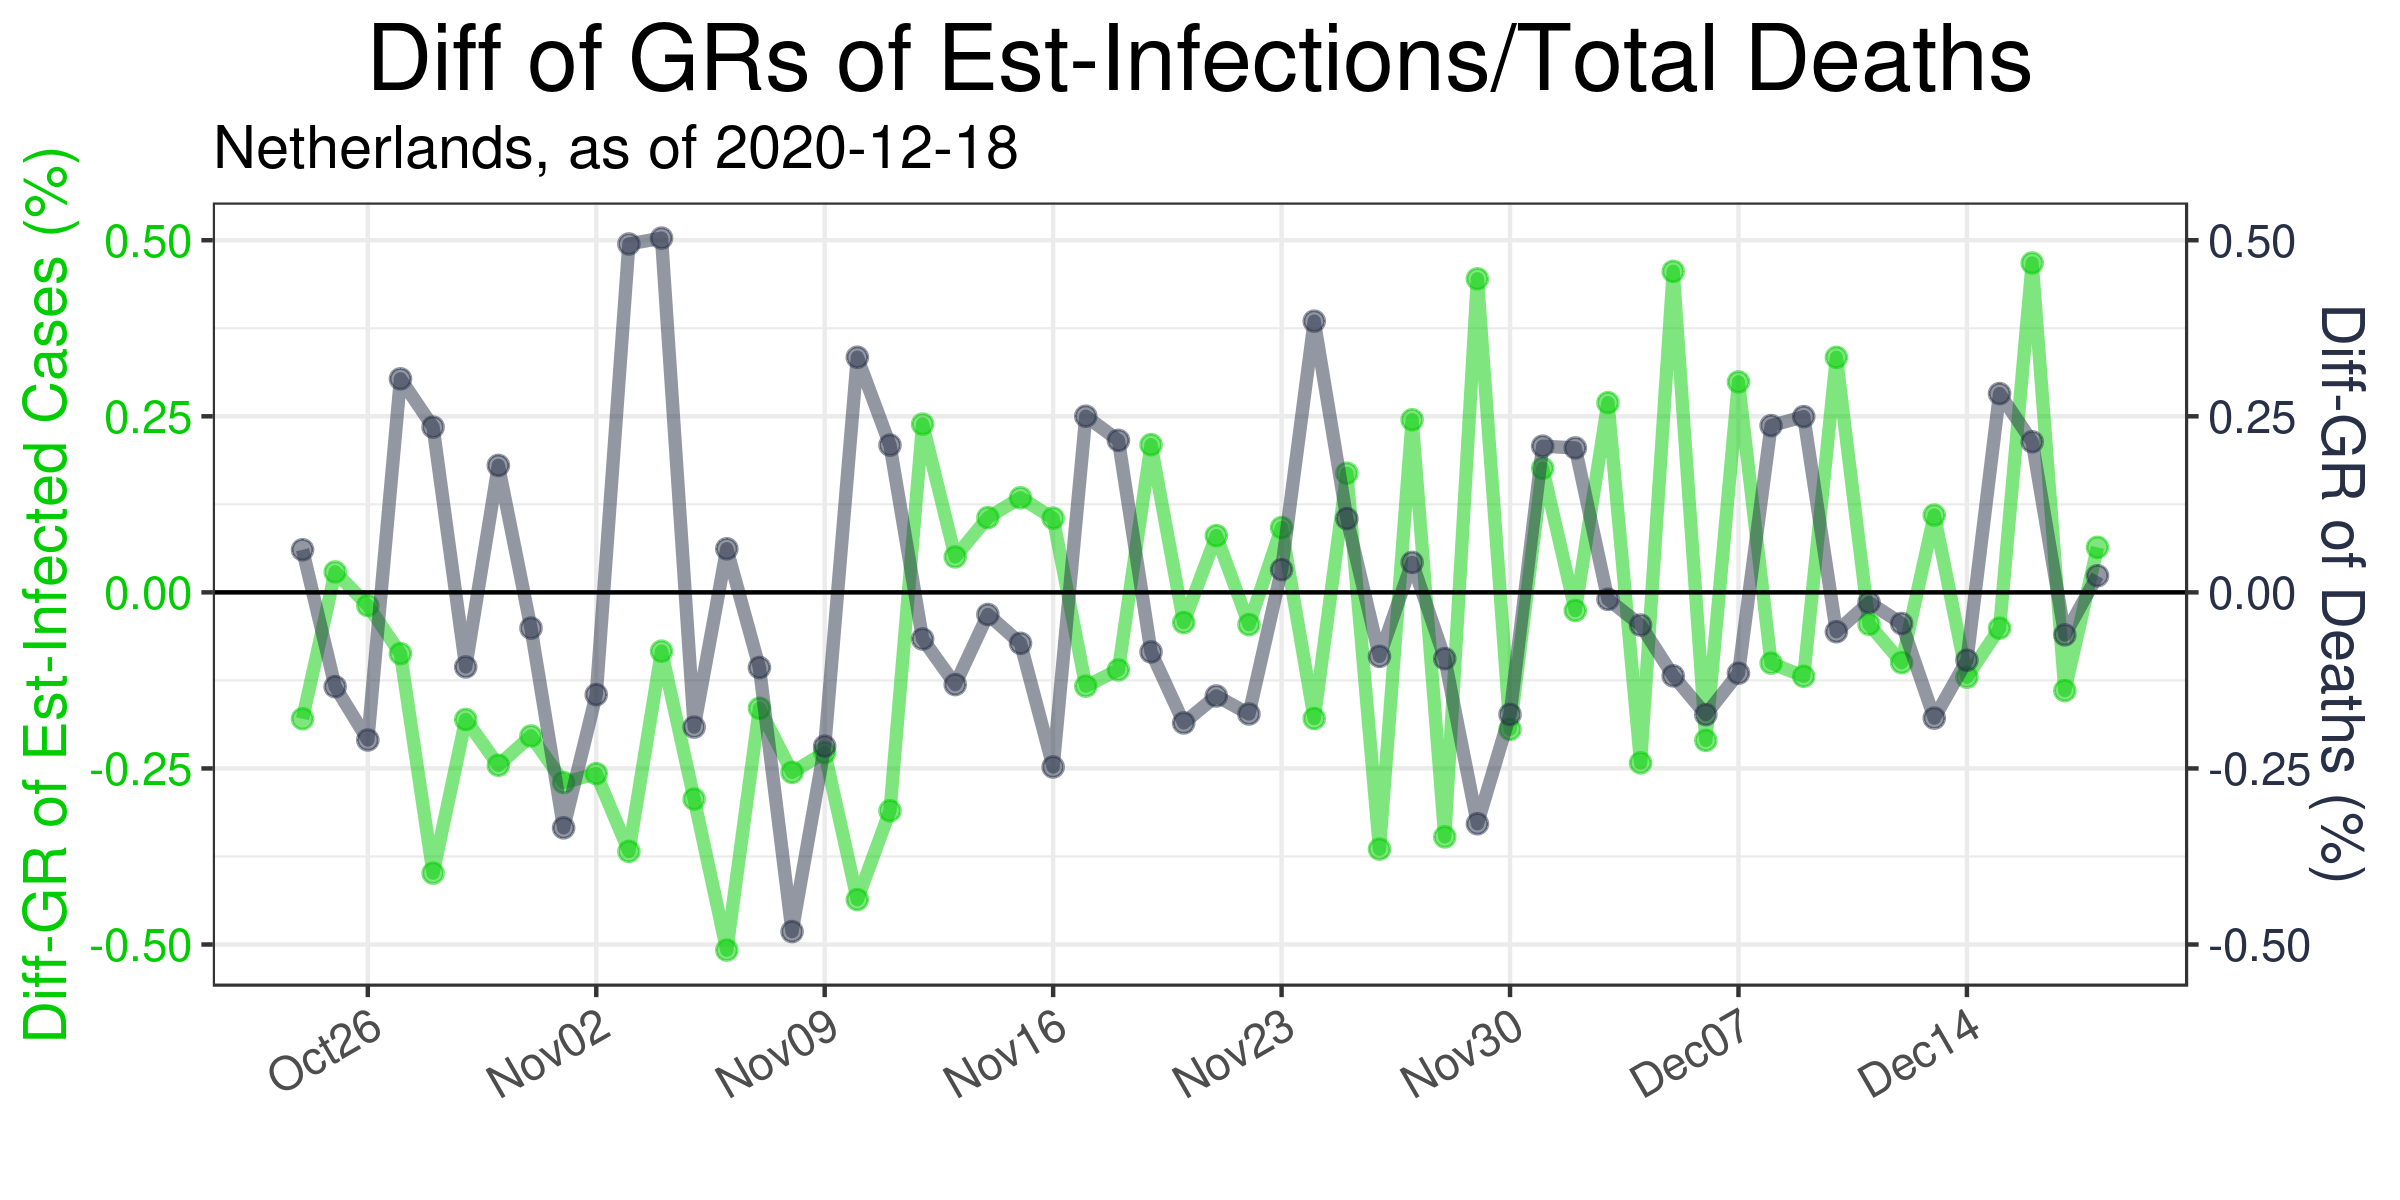 Diff of GRs of Est-Infections/Total Deaths
Netherlands, as of 2020-12-18
Diff-GR of Est-Infected Cases (%)
0.50
0.25
0.00
-0.25
-0.50
0.50
0.25
0.00
-0.25
-0.50
Diff-GR of Deaths (%)
Oct26
Nov02
Nov09
Nov16
Nov23
Nov30
Dec07
Dec14